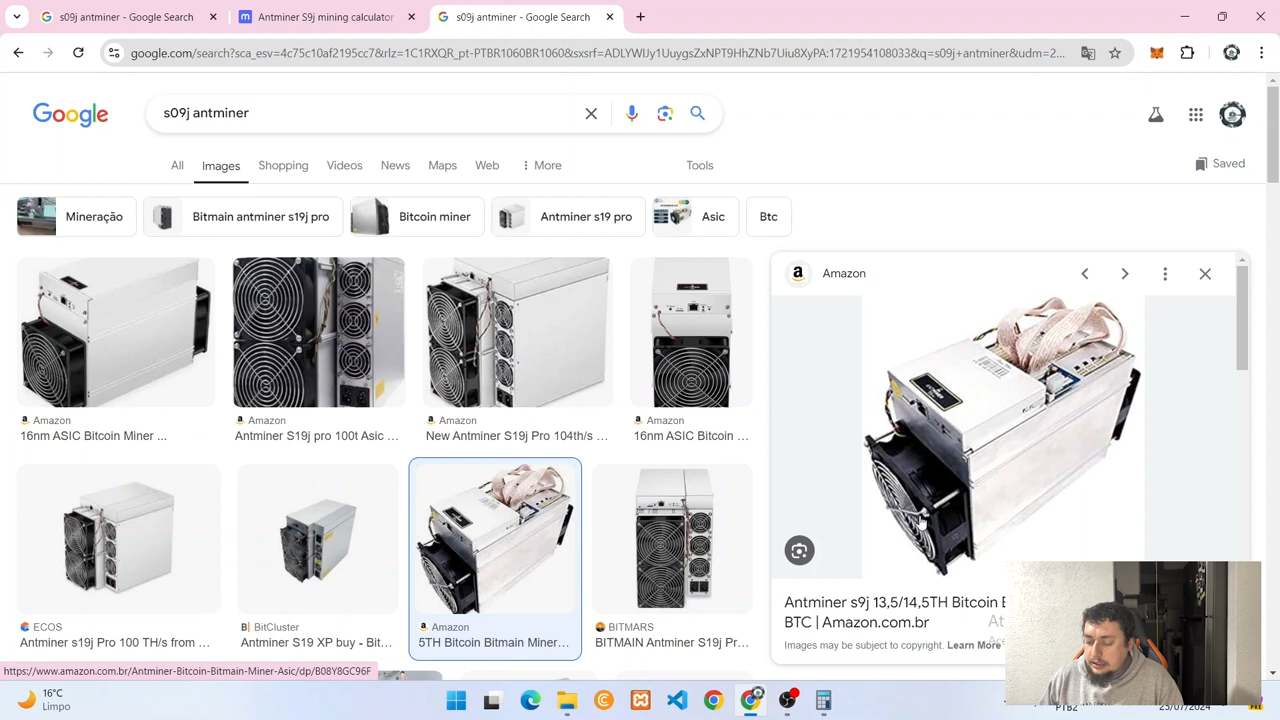 s09j antminer - Google Search
Antminer S9j mining calculator
s09j antminer - Google Search
google.com/search?sca_esv=4c75c10af2195cc7&rlz=1C1RXQR_pt-PTBR1060BR1060&sxsrf=ADLYWIJy1UuygsZxNPT9HhZNb7Uiu8XyPA:1721954108033&q=s09j+antminer&udm=2...
Google
s09j antminer
All
Images
Shopping
Videos
News
Maps
Web
More
Tools
Saved
Mineração
Bitmain antminer s19j pro
Bitcoin miner
Antminer s19 pro
Asic
Btc
Amazon
Amazon
16nm ASIC Bitcoin Miner ...
Amazon
Antminer S19j pro 100t Asic ...
Amazon
New Antminer S19j Pro 104th/s ...
Amazon
16nm ASIC Bitcoin ...
ECOS
Antminer s19j Pro 100 TH/s from ...
BitCluster
Antminer S19 XP buy - Bit...
Amazon
5TH Bitcoin Bitmain Miner...
BITMARS
BITMAIN Antminer S19j Pr...
Antminer s9j 13,5/14,5TH Bitcoin
BTC | Amazon.com.br
Images may be subject to copyright. Learn More
https://www.amazon.com.br/Antminer-Bitcoin-Bitmain-Miner-Asic/dp/B08Y8GC96F
16°C
Limpo
PTB2
25/07/2024